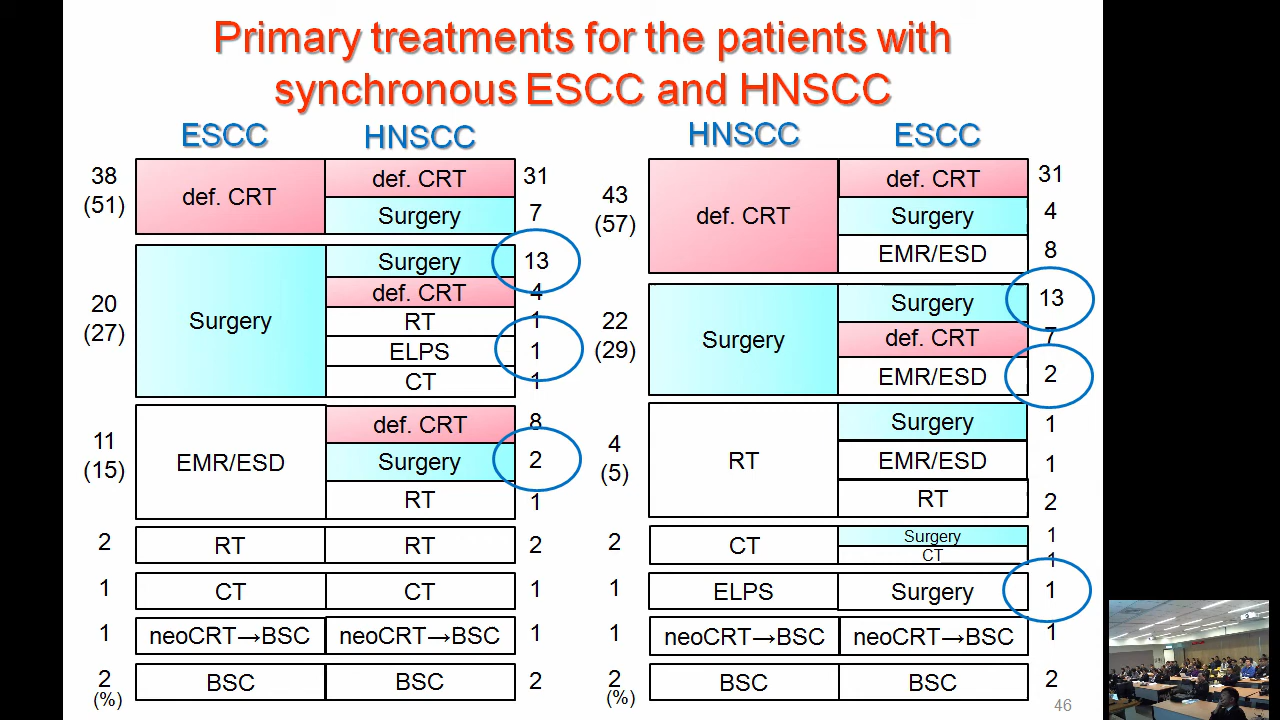 Primary treatments for the patients with
synchronous ESCC and HNSCC
ESCC HNSCC
38
(51)
def. CRT
def. CRT 31
Surgery 7
20
(27)
Surgery
Surgery 13
def. CRT 4
RT 1
ELPS 1
CT 1
11
(15)
EMR/ESD
def. CRT 8
Surgery 2
RT 1
2 RT RT 2
1 CT CT 1
1 neoCRT→BSC neoCRT→BSC 1
2 BSC BSC 2
(%)
HNSCC ESCC
43
(57)
def. CRT
def. CRT 31
Surgery 4
EMR/ESD 8
22
(29)
Surgery
Surgery 13
def. CRT 7
EMR/ESD 2
4
(5)
RT
Surgery 1
EMR/ESD 1
RT 2
2 CT
Surgery 1
CT 1
1 ELPS Surgery 1
1 neoCRT→BSC neoCRT→BSC 1
2 BSC BSC 2
(%)
46